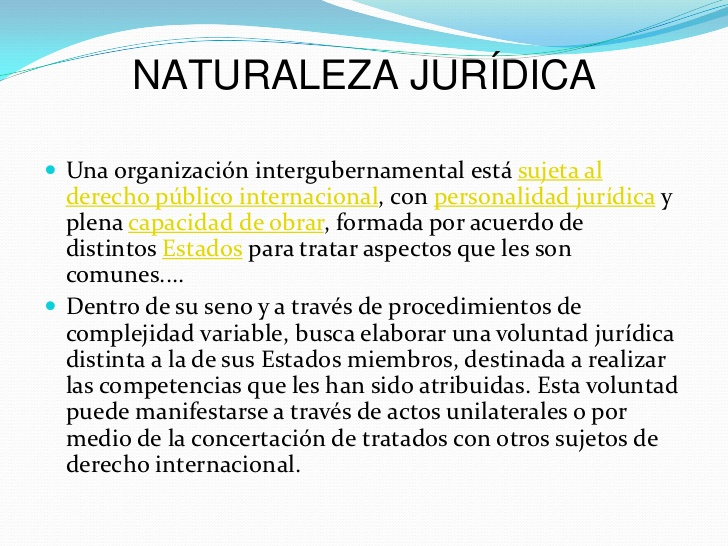 NATURALEZA JURÍDICA
• Una organización intergubernamental está sujeta al
derecho público internacional, con personalidad jurídica y
plena capacidad de obrar, formada por acuerdo de
distintos Estados para tratar aspectos que les son
comunes....
• Dentro de su seno y a través de procedimientos de
complejidad variable, busca elaborar una voluntad jurídica
distinta a la de sus Estados miembros, destinada a realizar
las competencias que les han sido atribuidas. Esta voluntad
puede manifestarse a través de actos unilaterales o por
medio de la concertación de tratados con otros sujetos de
derecho internacional.